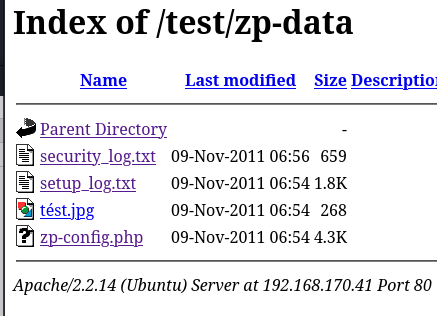 Index of /test/zp-data
Name Last modified Size Description
Parent Directory -
security_log.txt 09-Nov-2011 06:56 659
setup_log.txt 09-Nov-2011 06:54 1.8K
tést.jpg 09-Nov-2011 06:54 268
zp-config.php 09-Nov-2011 06:54 4.3K
Apache/2.2.14 (Ubuntu) Server at 192.168.170.41 Port 80